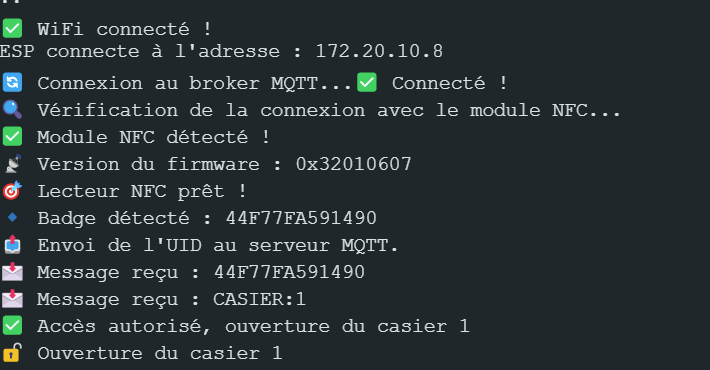 ..
✅ WiFi connecté !
ESP connecte à l'adresse : 172.20.10.8
🔄 Connexion au broker MQTT...✅ Connecté !
🔍 Vérification de la connexion avec le module NFC...
✅ Module NFC détecté !
📡 Version du firmware : 0x32010607
🎯 Lecteur NFC prêt !
🔹 Badge détecté : 44F77FA591490
📤 Envoi de l'UID au serveur MQTT.
📩 Message reçu : 44F77FA591490
📩 Message reçu : CASIER:1
✅ Accès autorisé, ouverture du casier 1
🔓 Ouverture du casier 1